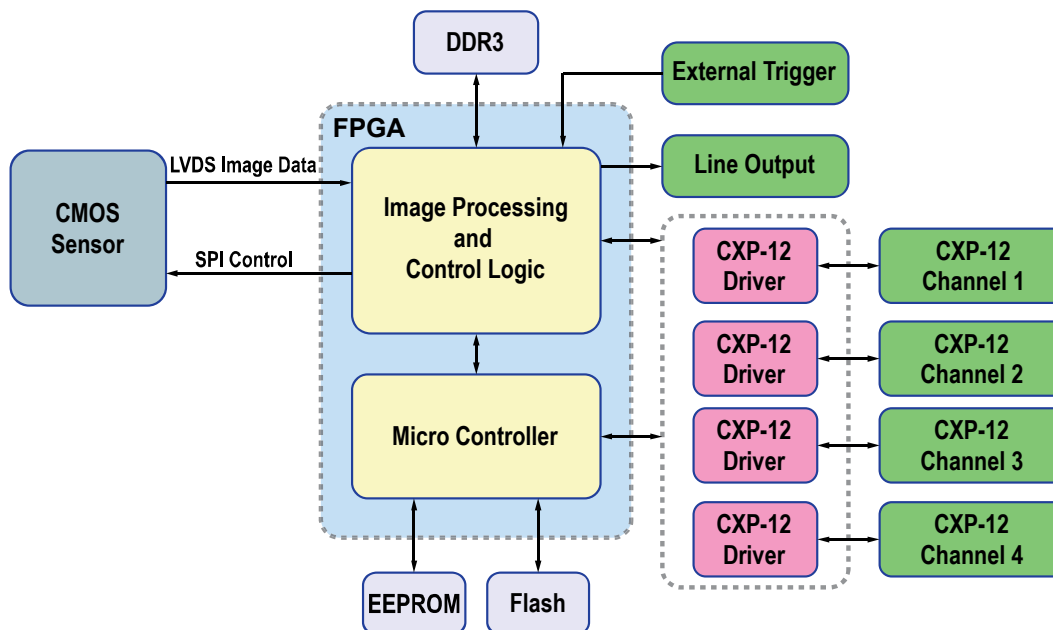 DDR3
External Trigger
FPGA
LVDS Image Data
Line Output
CMOS
Sensor
Image Processing
and
Control Logic
SPI Control
CXP-12
Driver
CXP-12
Channel 1
CXP-12
Driver
CXP-12
Channel 2
Micro Controller
CXP-12
Driver
CXP-12
Channel 3
CXP-12
Driver
CXP-12
Channel 4
EEPROM
Flash